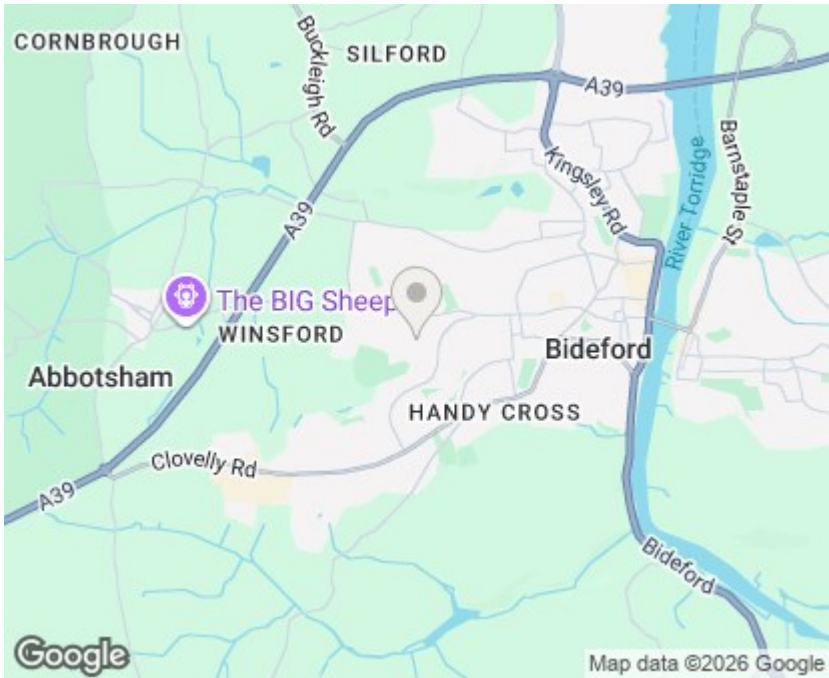 CORNBROUGH
Buckleigh Rd
SILFORD
A39
Kingsley Rd
Barnstaple St
River Torridge
A39
The BIG Sheep
WINSFORD
Abbotsham
Bideford
HANDY CROSS
Clovelly Rd
A39
Bideford
Google
Map data ©2026 Google